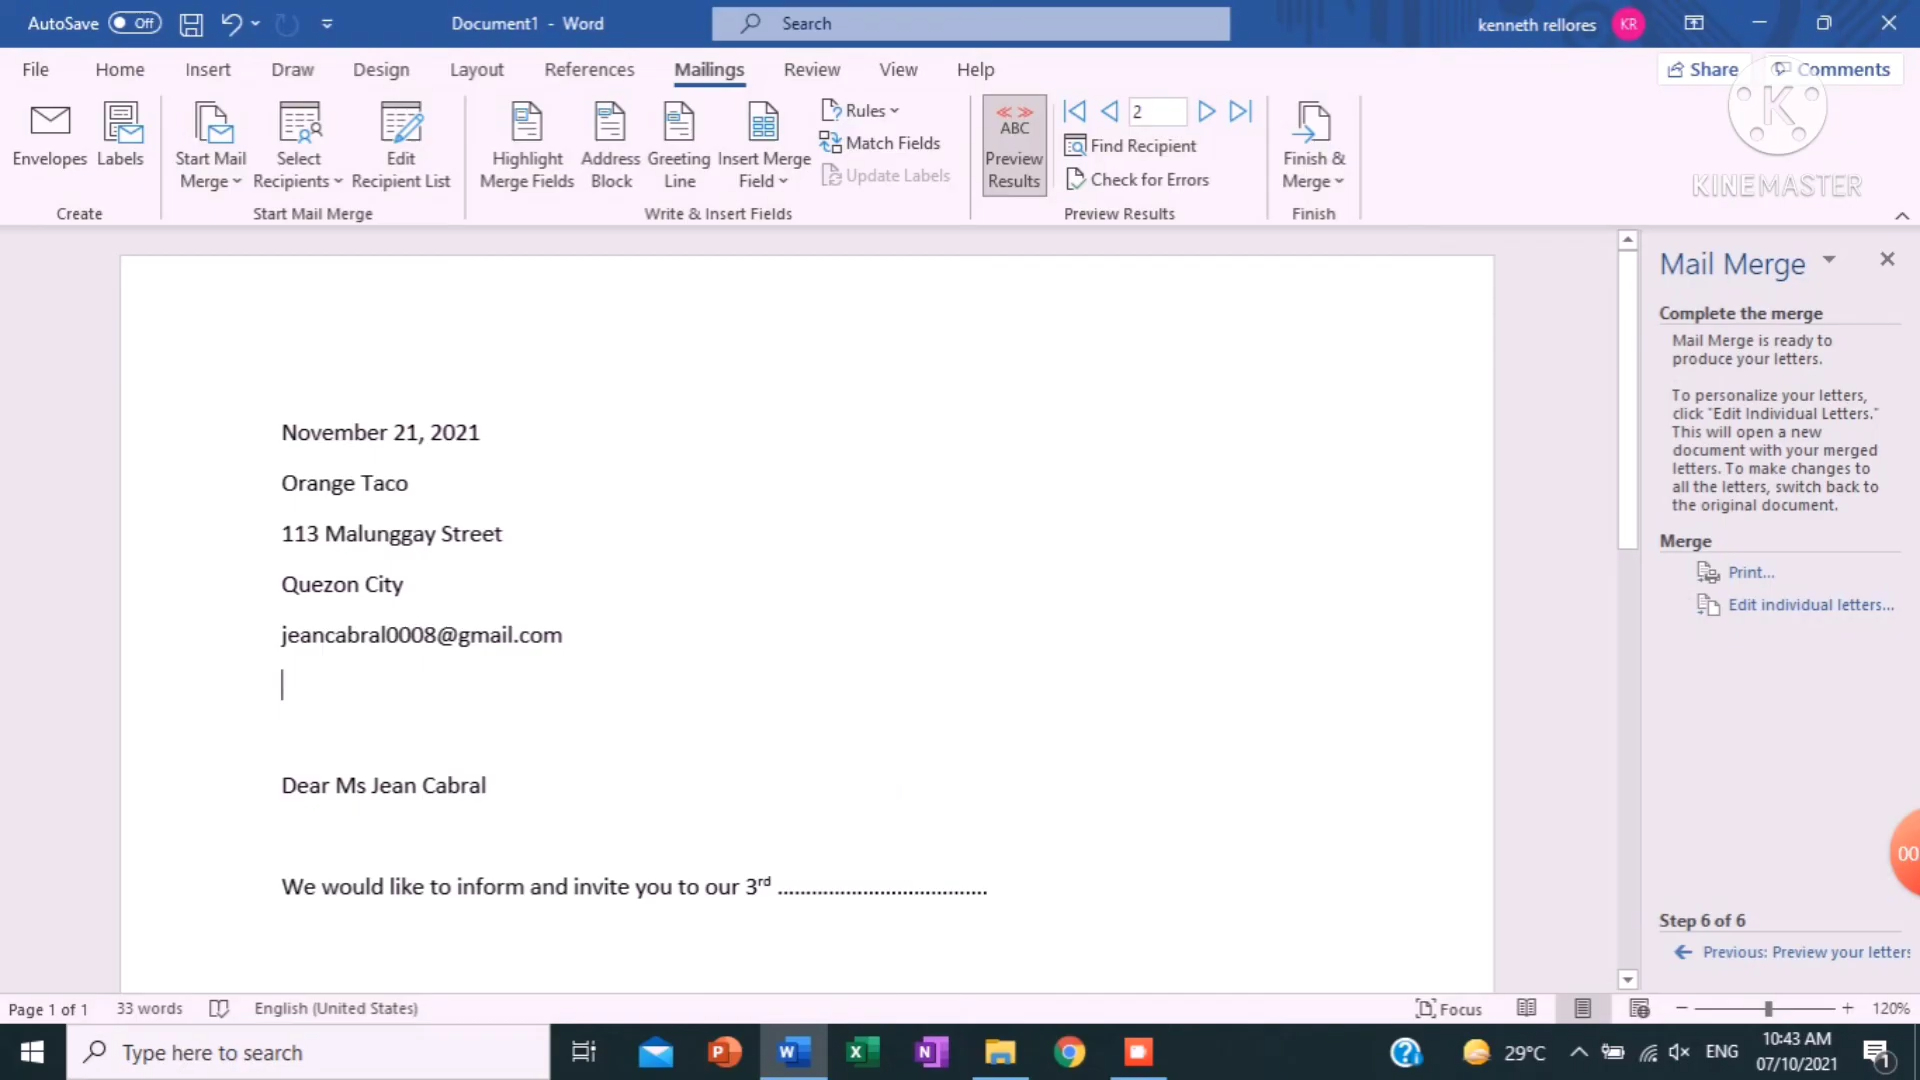 AutoSave Off
Document1 - Word
Search
kenneth rellores KR
File Home Insert Draw Design Layout References Mailings Review View Help
Share Comments
Envelopes
Labels
Create
Start Mail
Merge
Select
Recipients
Edit
Recipient List
Start Mail Merge
Highlight
Merge Fields
Address
Block
Greeting
Line
Insert Merge
Field
Rules
Match Fields
Update Labels
Write & Insert Fields
ABC
Preview
Results
2
Find Recipient
Check for Errors
Preview Results
Finish &
Merge
Finish
K
KINEMASTER
November 21, 2021
Orange Taco
113 Malunggay Street
Quezon City
jeancabral0008@gmail.com
Dear Ms Jean Cabral
We would like to inform and invite you to our 3rd .....................................
Mail Merge
Complete the merge
Mail Merge is ready to
produce your letters.
To personalize your letters,
click "Edit Individual Letters."
This will open a new
document with your merged
letters. To make changes to
all the letters, switch back to
the original document.
Merge
Print...
Edit individual letters...
00
Step 6 of 6
Previous: Preview your letters
Page 1 of 1 33 words English (United States)
Focus
120%
Type here to search
P
W
X
N
29°C
ENG
10:43 AM
07/10/2021
1